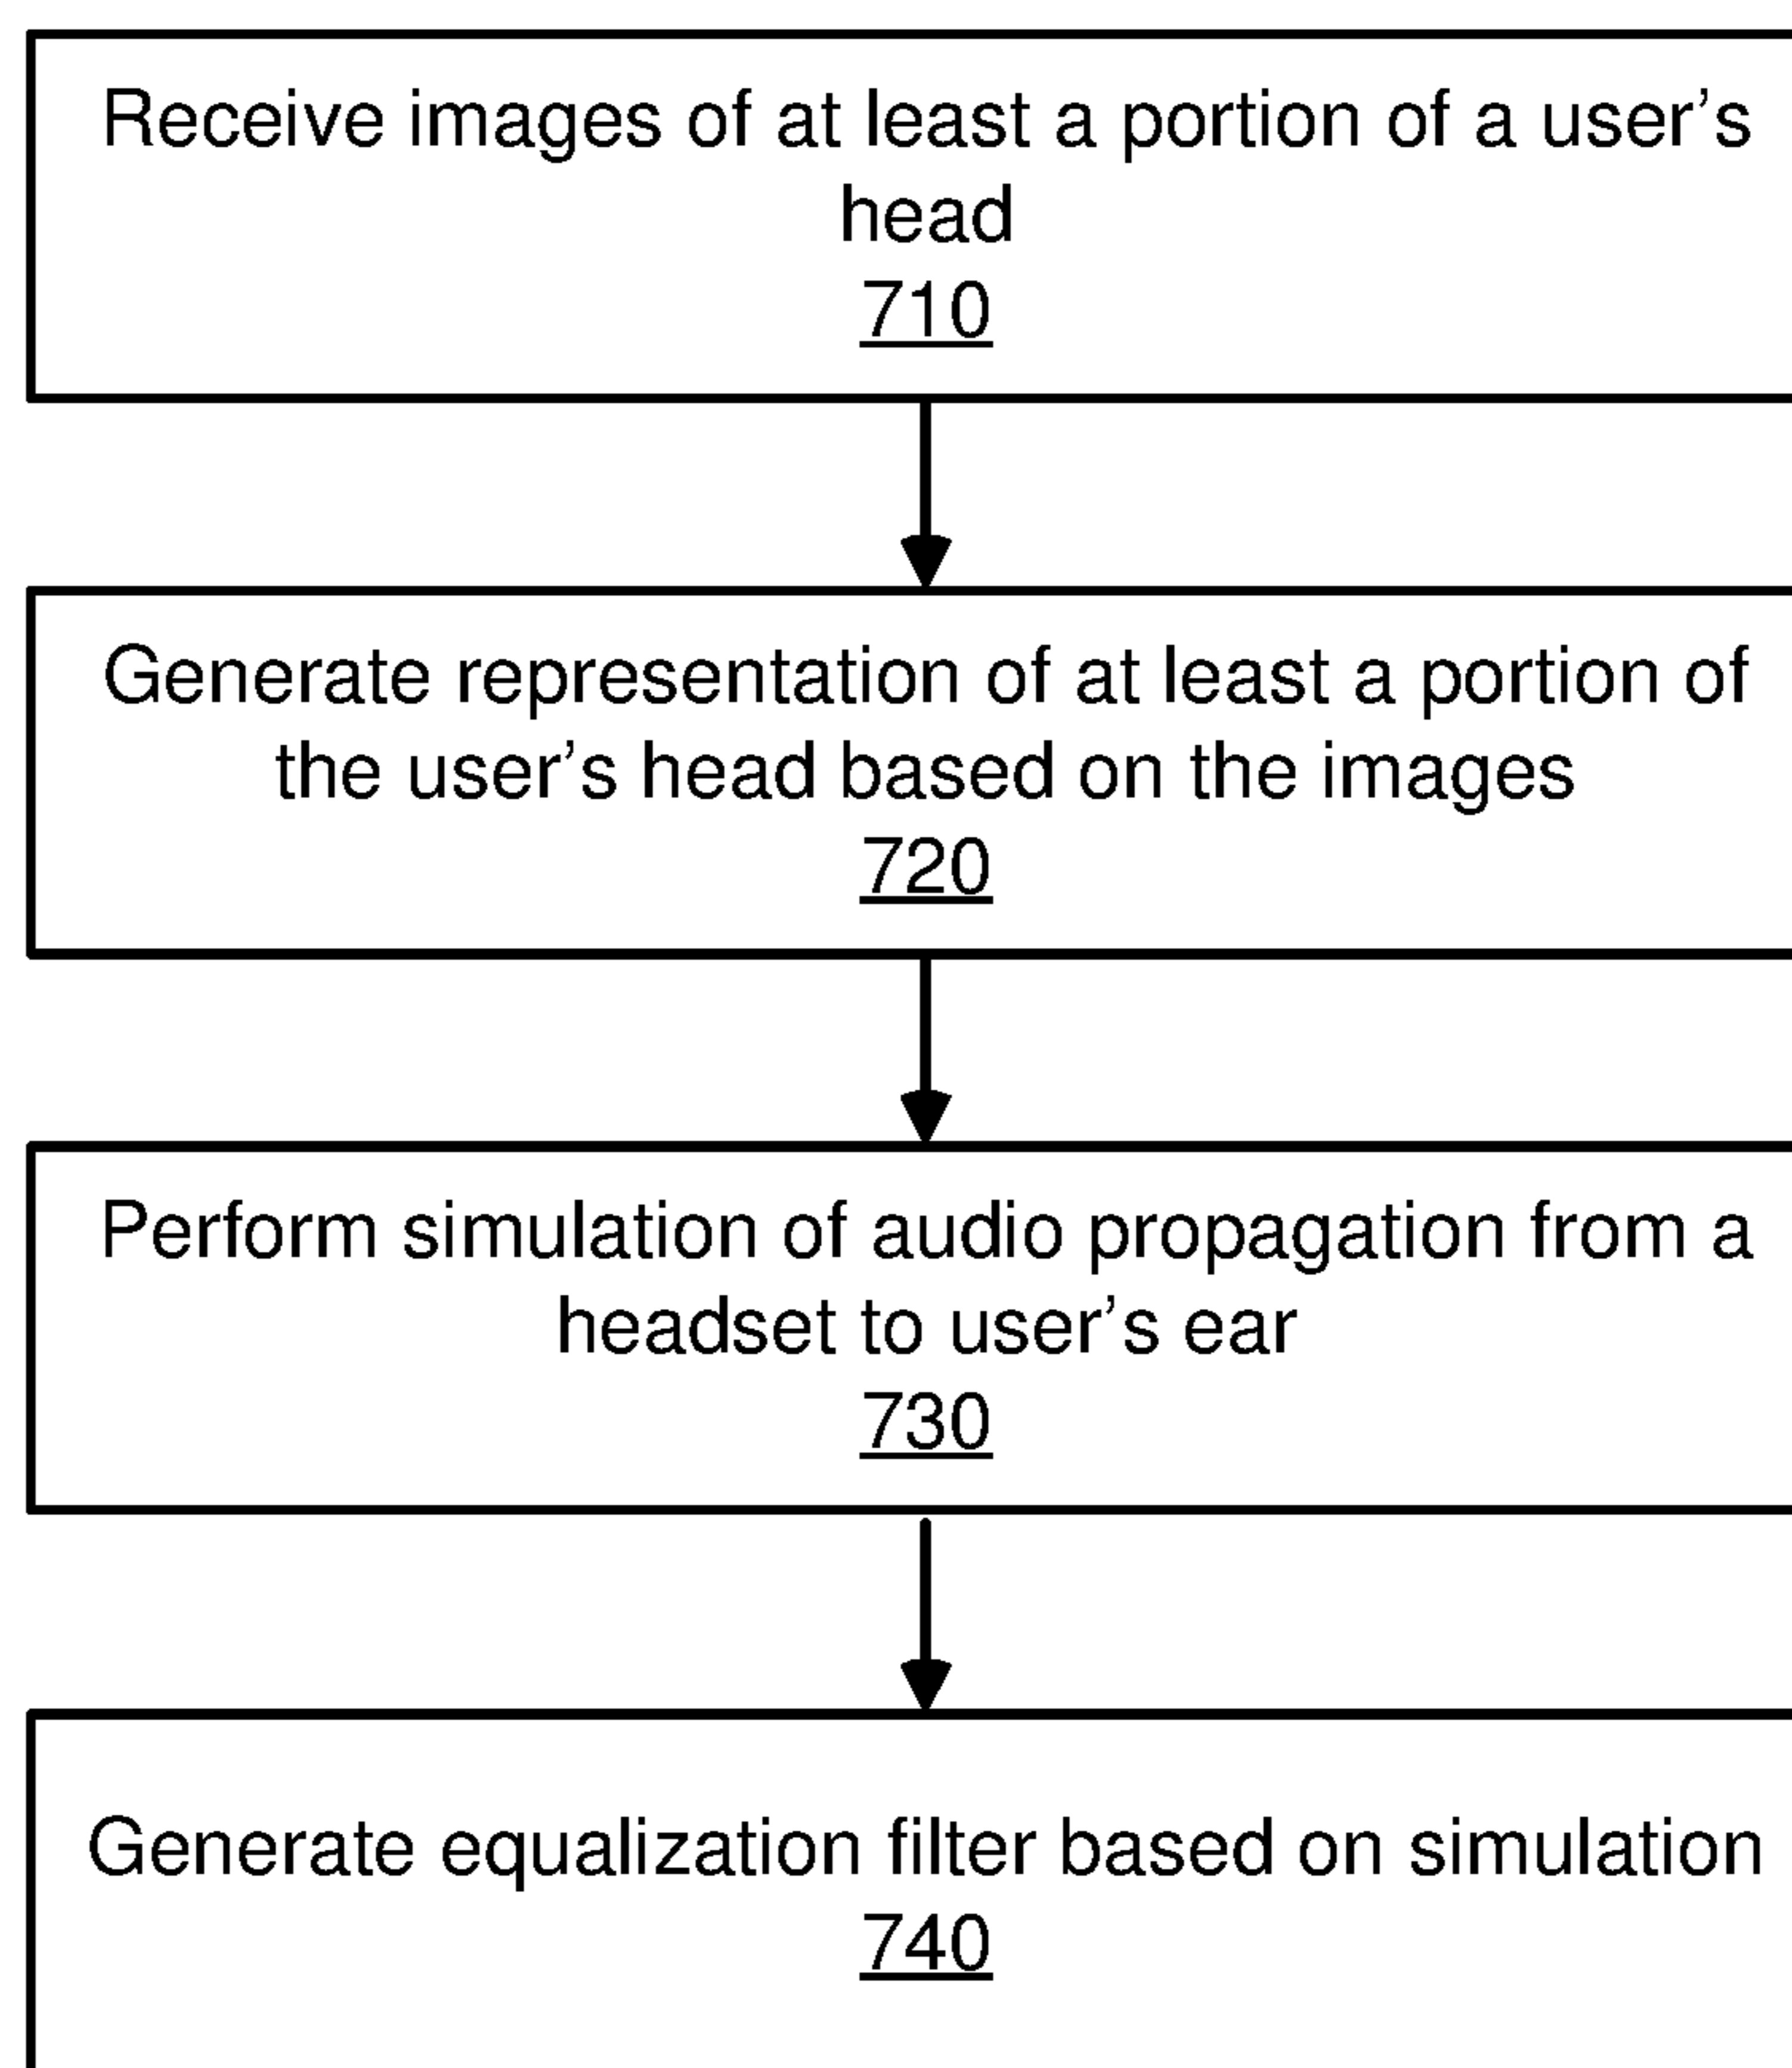 Receive images of at least a portion of a user’s
head
710
Generate representation of at least a portion of
the user’s head based on the images
720
Perform simulation of audio propagation from a
headset to user’s ear
730
Generate equalization filter based on simulation
740